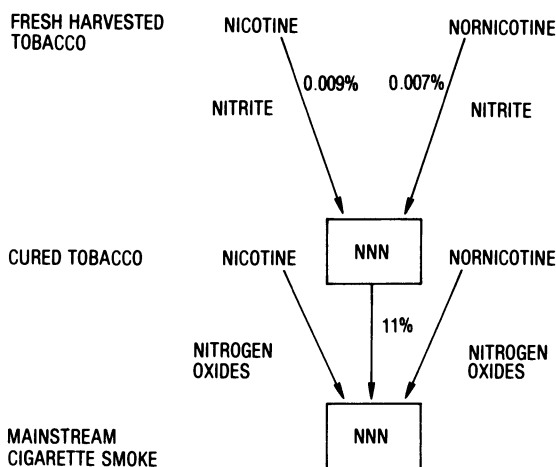 FRESH HARVESTED
TOBACCO
NICOTINE
NORNICOTINE
0.009%
0.007%
NITRITE
NITRITE
CURED TOBACCO
NICOTINE
NNN
NORNICOTINE
11%
NITROGEN
OXIDES
NITROGEN
OXIDES
MAINSTREAM
CIGARETTE SMOKE
NNN